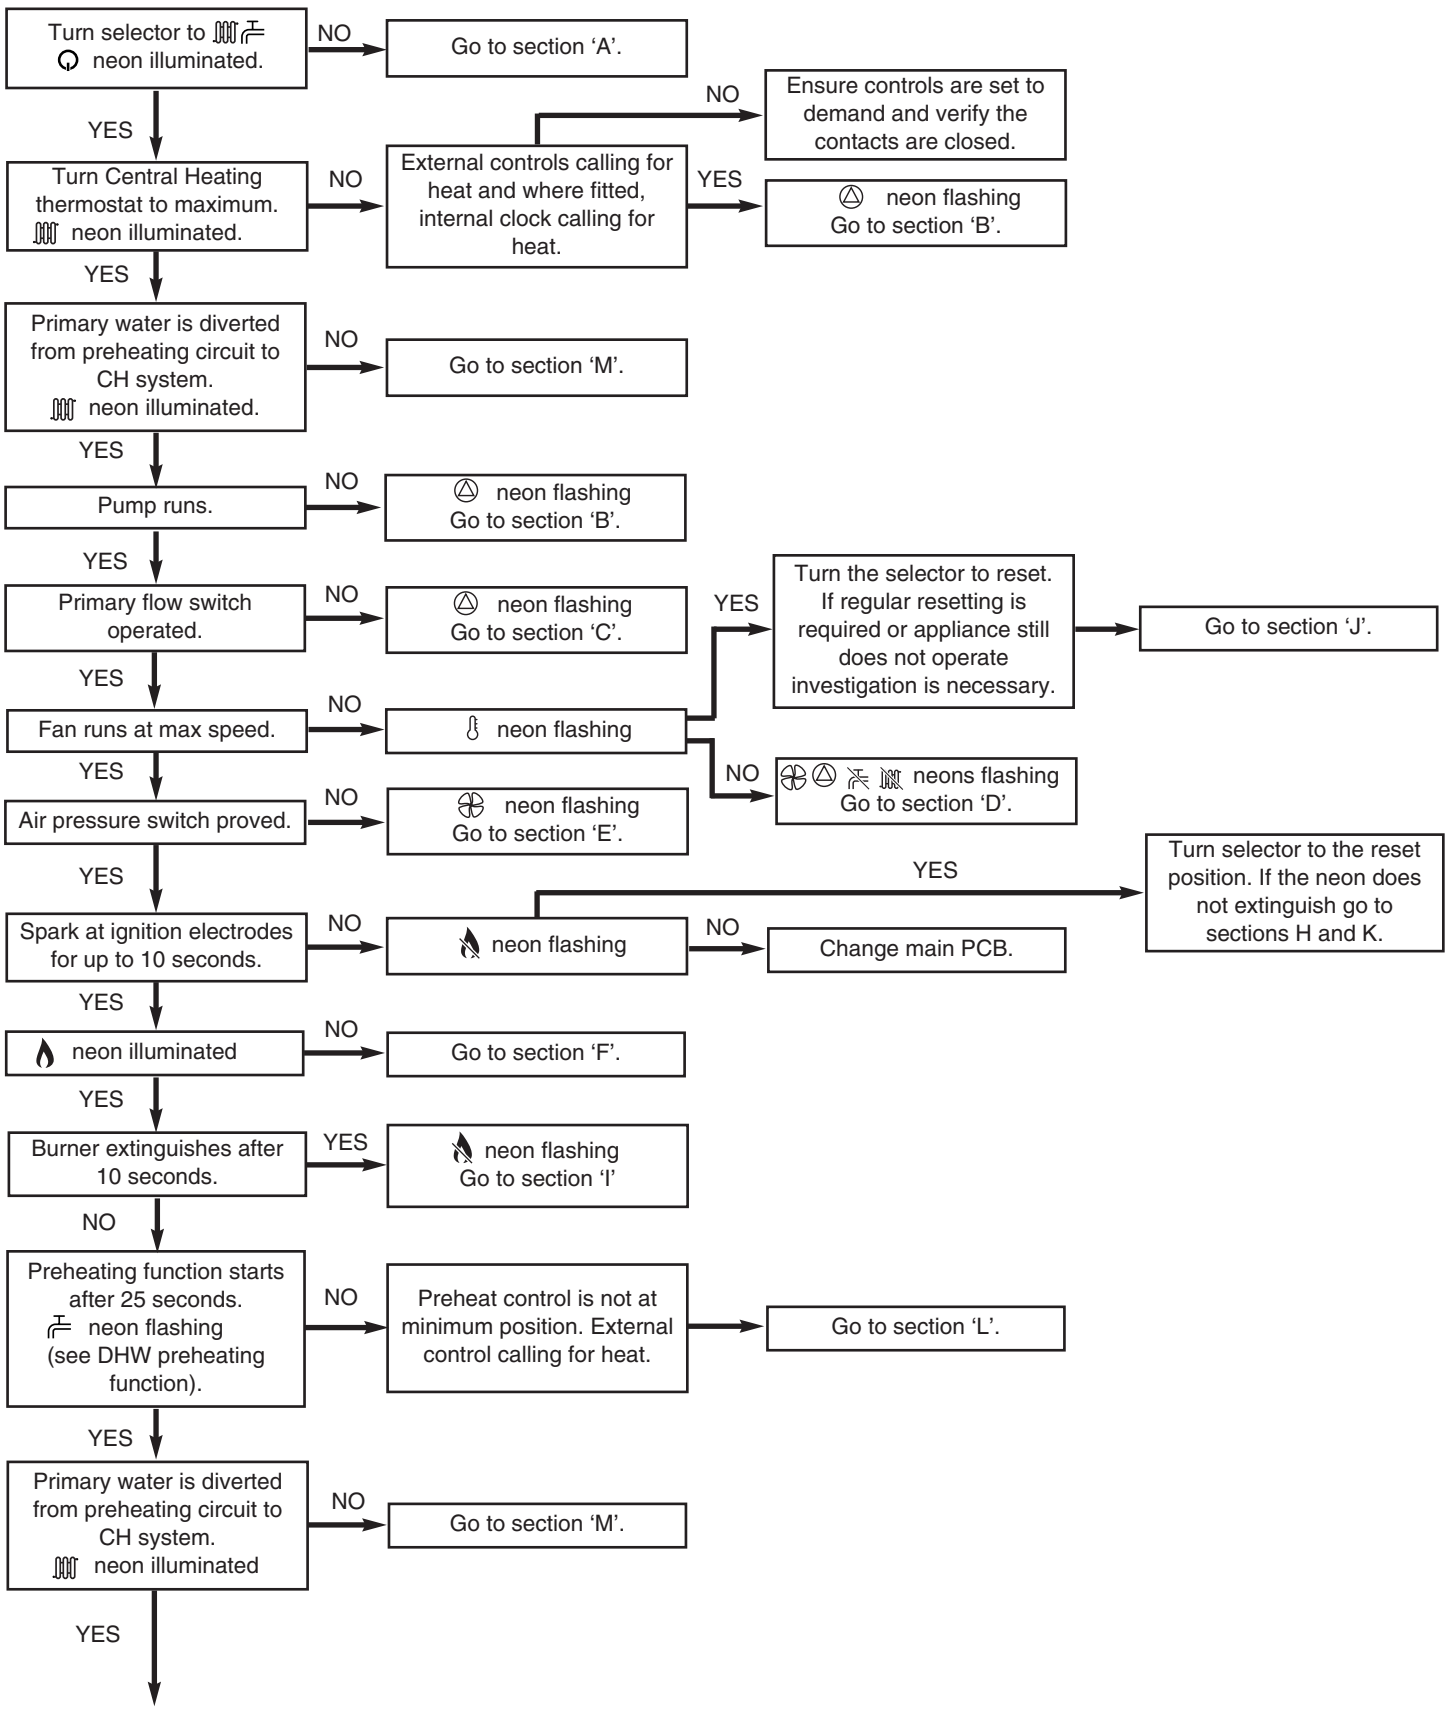 Turn selector to
neon illuminated.
NO
Go to section ‘A’.
YES
Turn Central Heating
thermostat to maximum.
neon illuminated.
NO
External controls calling for
heat and where fitted,
internal clock calling for
heat.
NO
Ensure controls are set to
demand and verify the
contacts are closed.
YES
neon flashing
Go to section ‘B’.
YES
Primary water is diverted
from preheating circuit to
CH system.
neon illuminated.
NO
Go to section ‘M’.
YES
Pump runs.
NO
neon flashing
Go to section ‘B’.
YES
Primary flow switch
operated.
NO
neon flashing
Go to section ‘C’.
YES
Fan runs at max speed.
NO
neon flashing
YES
Turn the selector to reset.
If regular resetting is
required or appliance still
does not operate
investigation is necessary.
Go to section ‘J’.
NO
neons flashing
Go to section ‘D’.
YES
Air pressure switch proved.
NO
neon flashing
Go to section ‘E’.
YES
Spark at ignition electrodes
for up to 10 seconds.
NO
neon flashing
YES
Turn selector to the reset
position. If the neon does
not extinguish go to
sections H and K.
NO
Change main PCB.
YES
neon illuminated
NO
Go to section ‘F’.
YES
Burner extinguishes after
10 seconds.
YES
neon flashing
Go to section ‘I’
NO
Preheating function starts
after 25 seconds.
neon flashing
(see DHW preheating
function).
NO
Preheat control is not at
minimum position. External
control calling for heat.
Go to section ‘L’.
YES
Primary water is diverted
from preheating circuit to
CH system.
neon illuminated
NO
Go to section ‘M’.
YES